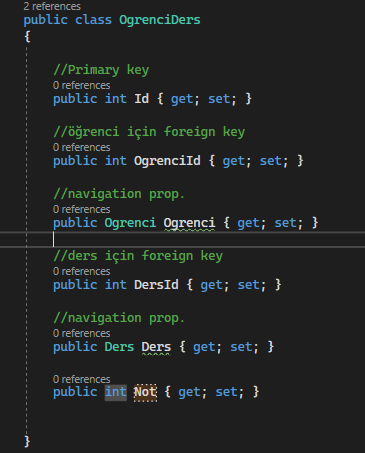 2 references
public class OgrenciDers
{
//Primary key
0 references
public int Id { get; set; }
//öğrenci için foreign key
0 references
public int OgrenciId { get; set; }
//navigation prop.
0 references
public Ogrenci Ogrenci { get; set; }
//ders için foreign key
0 references
public int DersId { get; set; }
//navigation prop.
0 references
public Ders Ders { get; set; }
0 references
public int Not { get; set; }
}